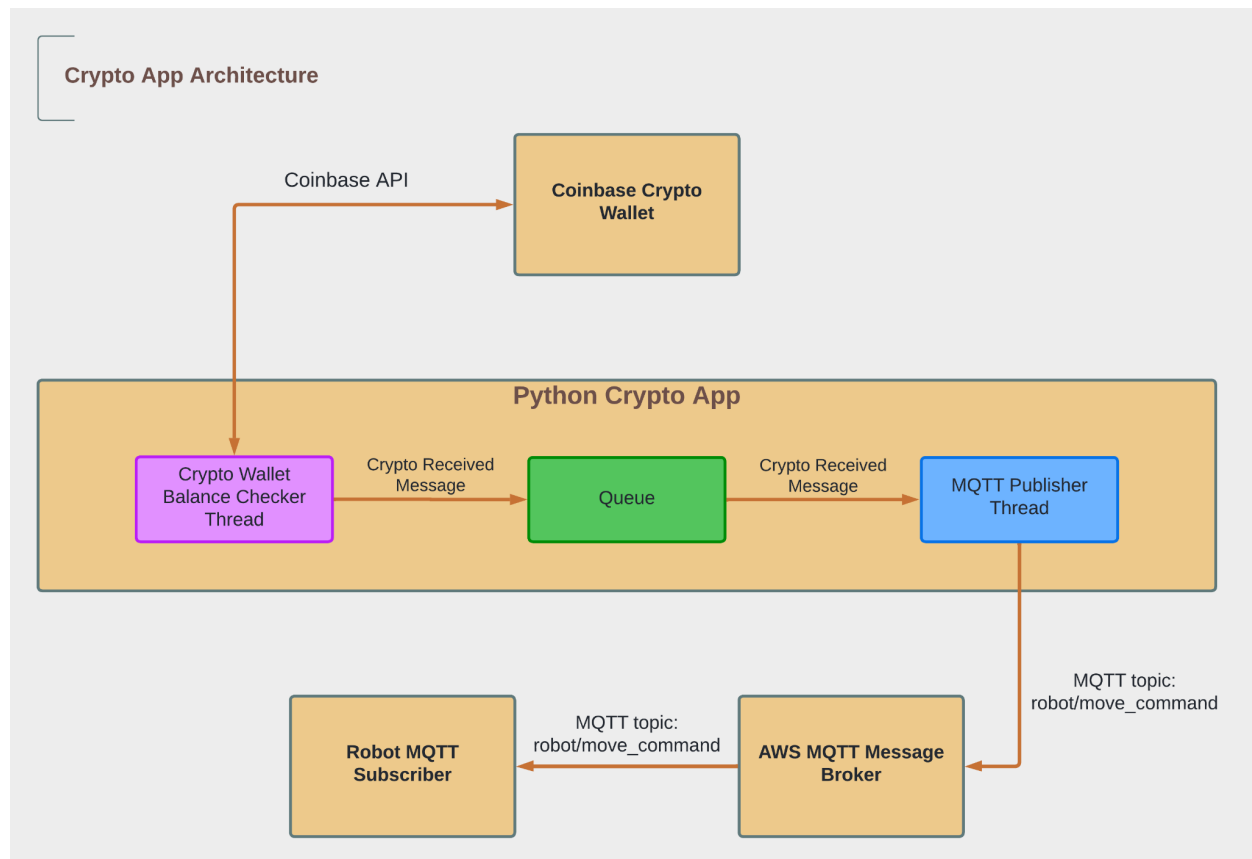 Crypto App Architecture
Coinbase API
Coinbase Crypto
Wallet
Python Crypto App
Crypto Wallet
Balance Checker
Thread
Crypto Received
Message
Queue
Crypto Received
Message
MQTT Publisher
Thread
MQTT topic:
robot/move_command
Robot MQTT
Subscriber
MQTT topic:
robot/move_command
AWS MQTT Message
Broker